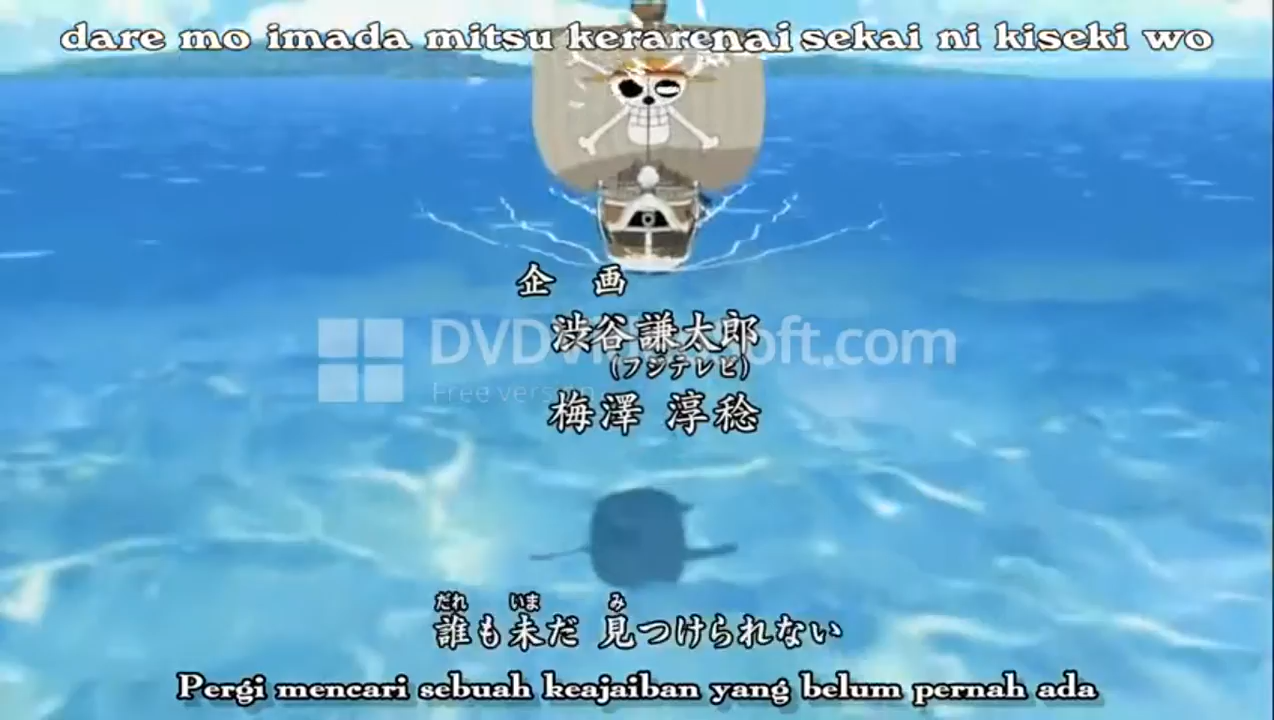 dare mo imada mitsu kerarenai sekai ni kiseki wo
企 画
渋谷謙太郎
(フジテレビ)
梅澤 淳稔
DVDVideoSoft.com
Free version
だれ いま み
誰も未だ 見つけられない
Pergi mencari sebuah keajaiban yang belum pernah ada